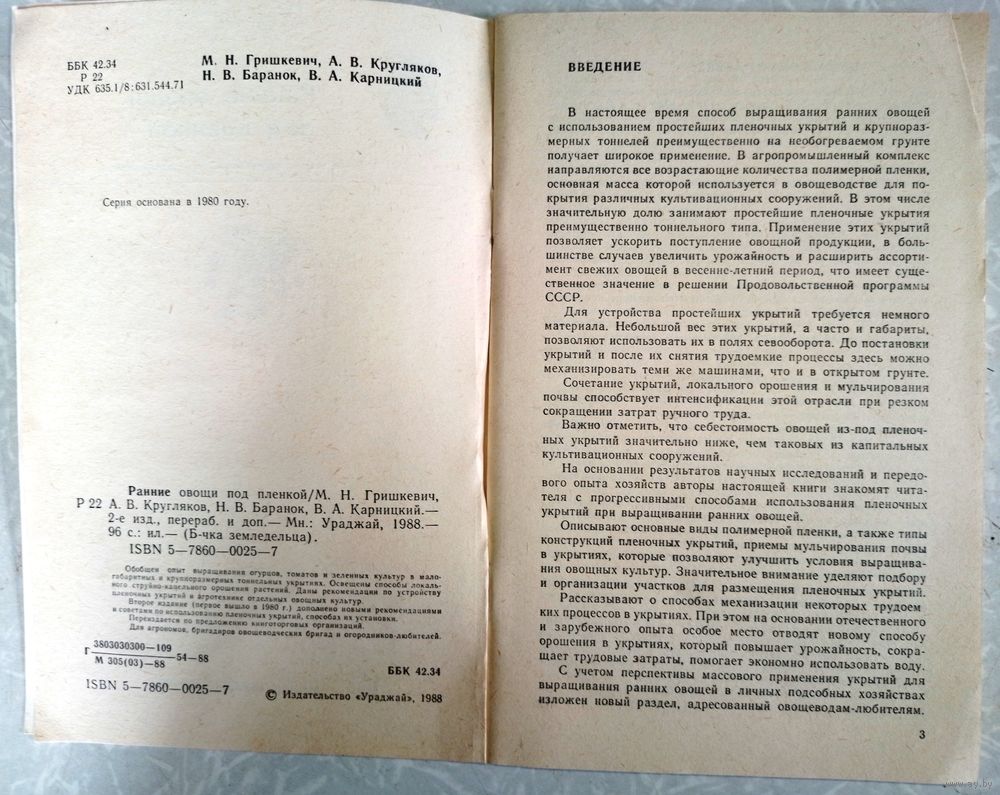 ББК 42.34
Р 22
УДК 635.1/8:631.544.71
М. Н. Гришкевич, А. В. Кругляков,
Н. В. Баранок, В. А. Карницкий
Серия основана в 1980 году.
Ранние овощи под пленкой/М. Н. Гришкевич,
Р 22 А. В. Кругляков, Н. В. Баранок, В. А. Карницкий.—
2-е изд., перераб. и доп.— Мн.: Ураджай, 1988.—
96 с.: ил.— (Б-чка земледельца).
ISBN 5—7860—0025—7
Обобщен опыт выращивания огурцов, томатов и зеленных культур в мало-
габаритных и крупноразмерных тоннельных укрытиях. Освещены способы локаль-
ного струйно-капельного орошения растений. Даны рекомендации по устройству
пленочных укрытий и агротехнике отдельных овощных культур.
Второе издание (первое вышло в 1980 г.) дополнено новыми рекомендациями
и советами по использованию пленочных укрытий, способах их установки.
Переиздается по предложению книготорговых организаций.
Для агрономов, бригадиров овощеводческих бригад и огородников-любителей.
Г 3803030300—109
М 305(03)—88 54—88
ББК 42.34
ISBN 5—7860—0025—7
© Издательство «Ураджай», 1988
ВВЕДЕНИЕ
В настоящее время способ выращивания ранних овощей
с использованием простейших пленочных укрытий и крупнораз-
мерных тоннелей преимущественно на необогреваемом грунте
получает широкое применение. В агропромышленный комплекс
направляются все возрастающие количества полимерной пленки,
основная масса которой используется в овощеводстве для по-
крытия различных культивационных сооружений. В этом числе
значительную долю занимают простейшие пленочные укрытия
преимущественно тоннельного типа. Применение этих укрытий
позволяет ускорить поступление овощной продукции, в боль-
шинстве случаев увеличить урожайность и расширить ассорти-
мент свежих овощей в весенне-летний период, что имеет суще-
ственное значение в решении Продовольственной программы
СССР.
Для устройства простейших укрытий требуется немного
материала. Небольшой вес этих укрытий, а часто и габариты,
позволяют использовать их в полях севооборота. До постановки
укрытий и после их снятия трудоемкие процессы здесь можно
механизировать теми же машинами, что и в открытом грунте.
Сочетание укрытий, локального орошения и мульчирования
почвы способствует интенсификации этой отрасли при резком
сокращении затрат ручного труда.
Важно отметить, что себестоимость овощей из-под пленоч-
ных укрытий значительно ниже, чем таковых из капитальных
культивационных сооружений.
На основании результатов научных исследований и передо-
вого опыта хозяйств авторы настоящей книги знакомят чита-
теля с прогрессивными способами использования пленочных
укрытий при выращивании ранних овощей.
Описывают основные виды полимерной пленки, а также типы
конструкций пленочных укрытий, приемы мульчирования почвы
в укрытиях, которые позволяют улучшить условия выращива-
ния овощных культур. Значительное внимание уделяют подбору
и организации участков для размещения пленочных укрытий.
Рассказывают о способах механизации некоторых трудоем
ких процессов в укрытиях. При этом на основании отечественного
и зарубежного опыта особое место отводят новому способу
орошения в укрытиях, который повышает урожайность, сокра-
щает трудовые затраты, помогает экономно использовать воду.
С учетом перспективы массового применения укрытий для
выращивания ранних овощей в личных подсобных хозяйствах
изложен новый раздел, адресованный овощеводам-любителям.
3
www.ay.by